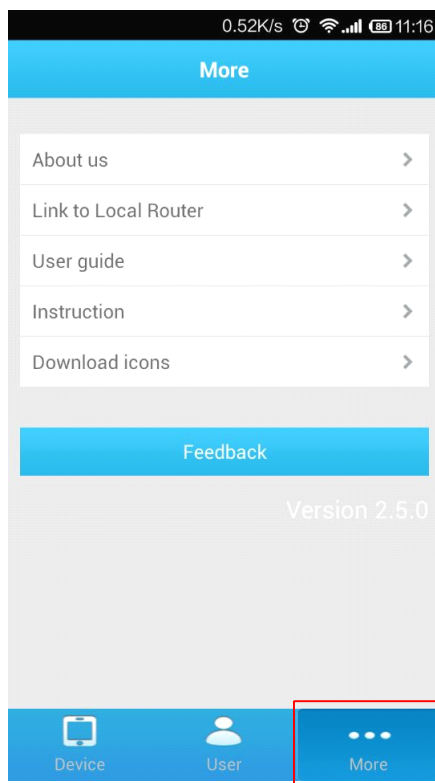 0.52K/s 86 11:16
More
About us
Link to Local Router
User guide
Instruction
Download icons
Feedback
Version 2.5.0
Device User More